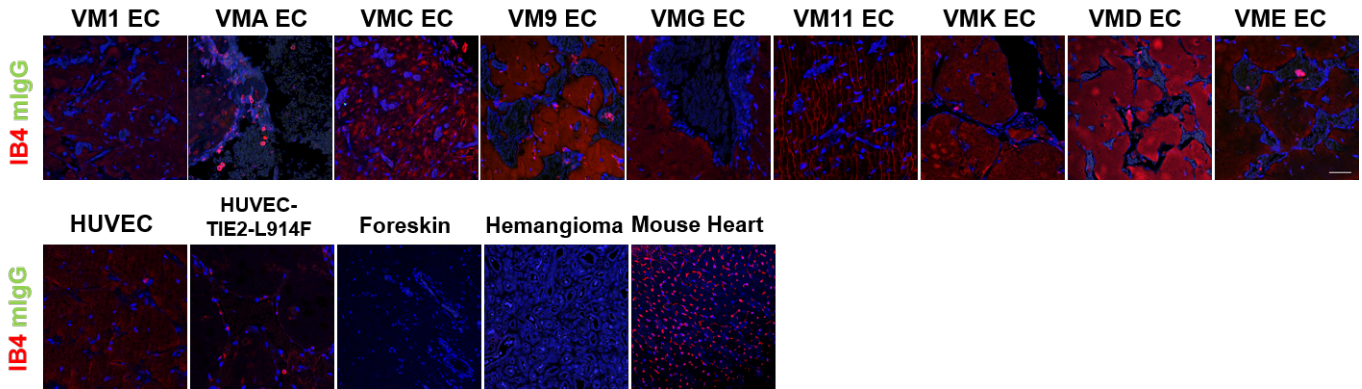 VM1 EC VMA EC VMC EC VM9 EC VMG EC VM11 EC VMK EC VMD EC VME EC
IB4 mIgG
HUVEC HUVEC-TIE2-L914F Foreskin Hemangioma Mouse Heart
IB4 mIgG